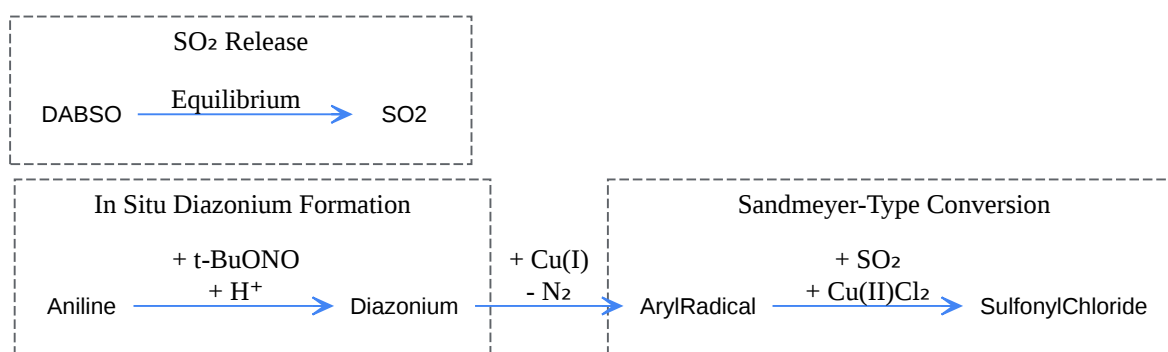 SO₂ Release
Equilibrium
DABSO
SO2
In Situ Diazonium Formation
Sandmeyer-Type Conversion
+ t-BuONO
+ H⁺
+ Cu(I)
- N₂
+ SO₂
+ Cu(II)Cl₂
Aniline
Diazonium
ArylRadical
SulfonylChloride